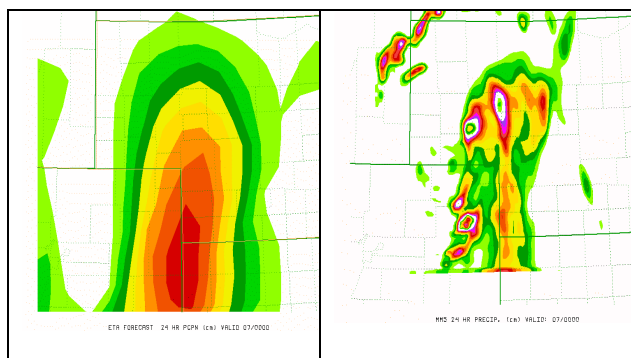 ETA FORECAST 24 HR PCPN (cm) VALID 07/0000
MM5 24 HR PRECIP. (cm) VALID: 07/0000